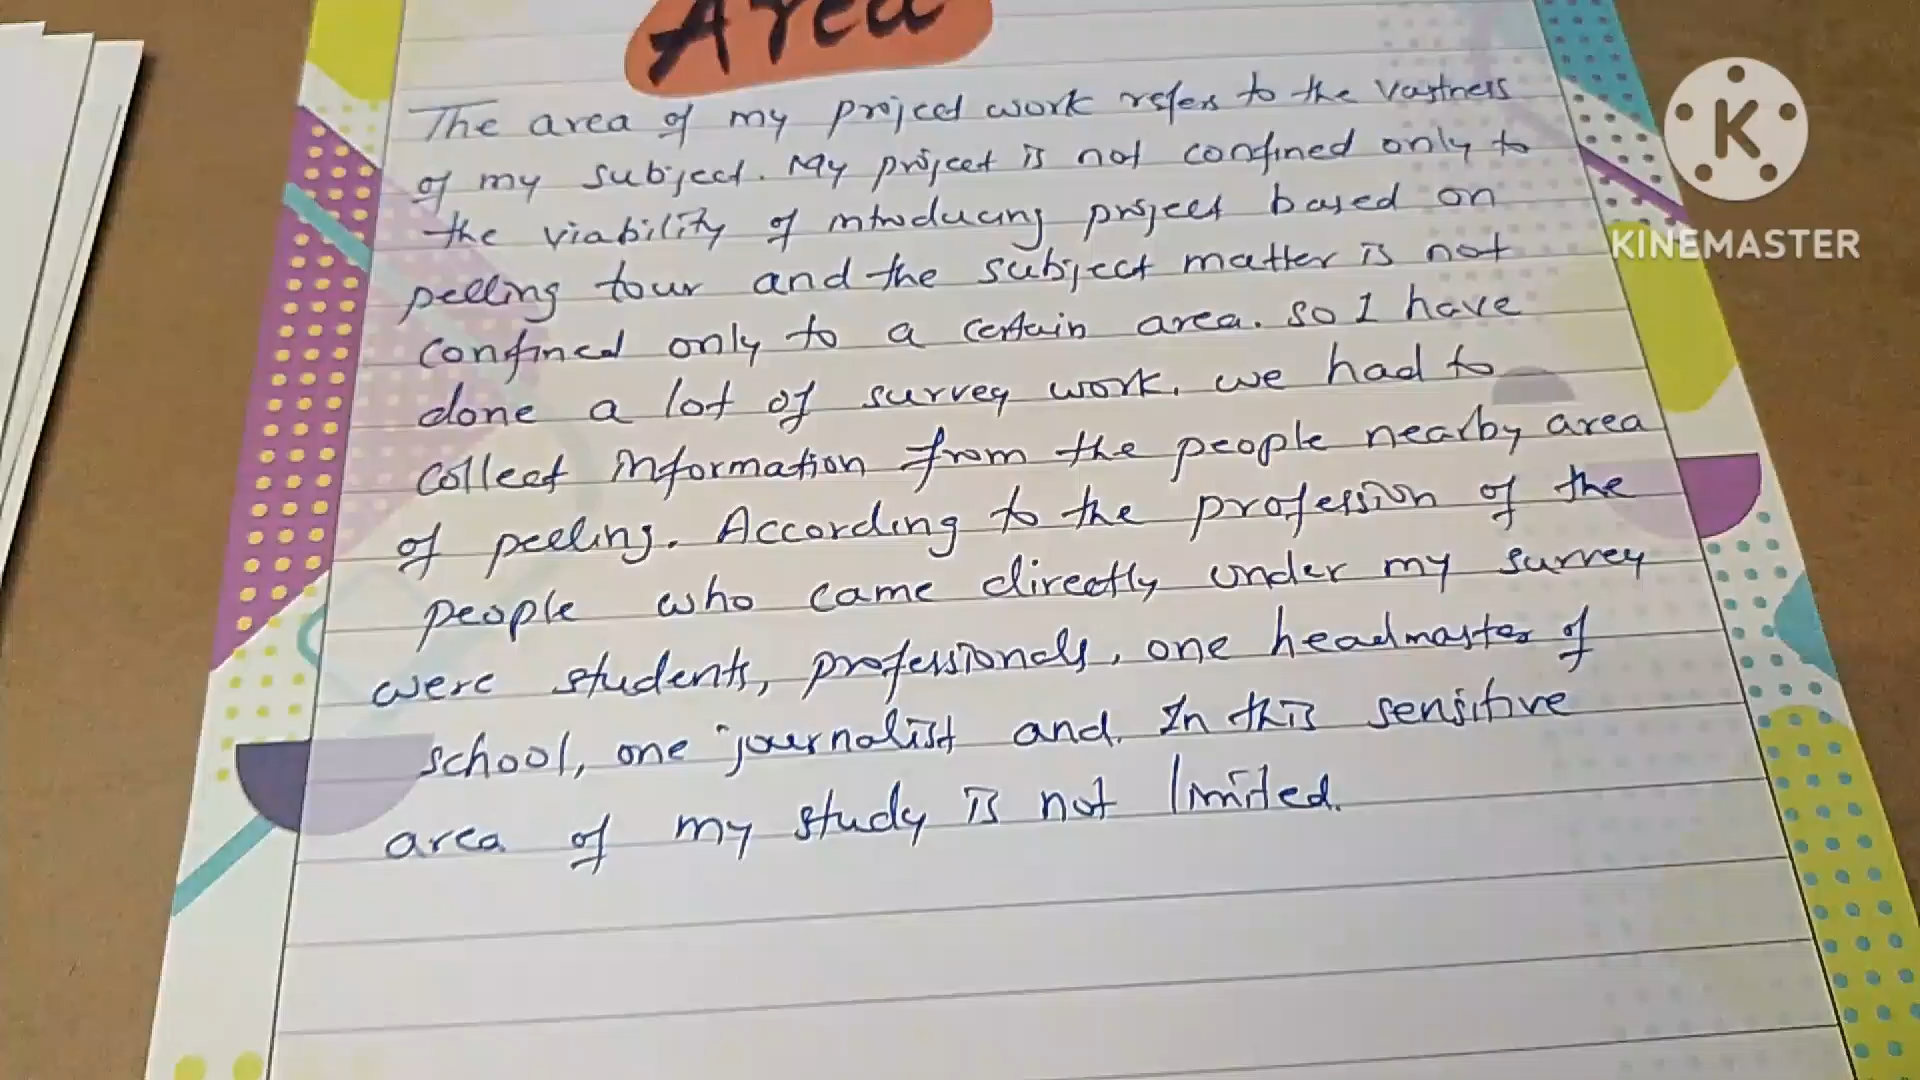 Area
The area of my project work refers to the vastness
of my subject. My project is not confined only to
the viability of introducing project based on
pelling tour and the subject matter is not
confined only to a certain area. so I have
done a lot of survey work. we had to
collect information from the people nearby area
of pelling. According to the profession of the
people who came directly under my survey
were students, professionals, one headmaster of
school, one journalist and. In this sensitive
area of my study is not limited.
K
KINEMASTER